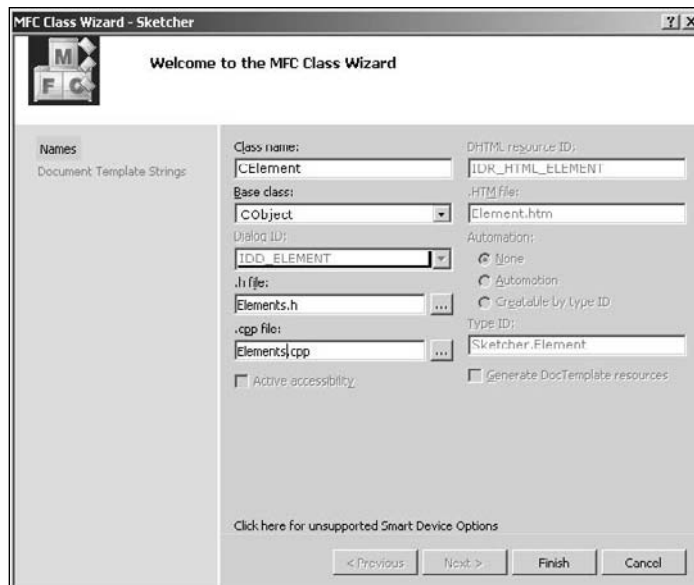 MFC Class Wizard - Sketcher
? X
M
F C
Welcome to the MFC Class Wizard
Names
Document Template Strings
Class name:
CElement
Base class:
CObject
Dialog ID:
IDD_ELEMENT
.h file:
Elements.h
...
.cpp file:
Elements.cpp
...
Active accessibility
DHTML resource ID:
IDR_HTML_ELEMENT
.HTM file:
Element.htm
Automation:
None
Automation
Creatable by type ID
Type ID:
Sketcher.Element
Generate DocTemplate resources
Click here for unsupported Smart Device Options
< Previous
Next >
Finish
Cancel